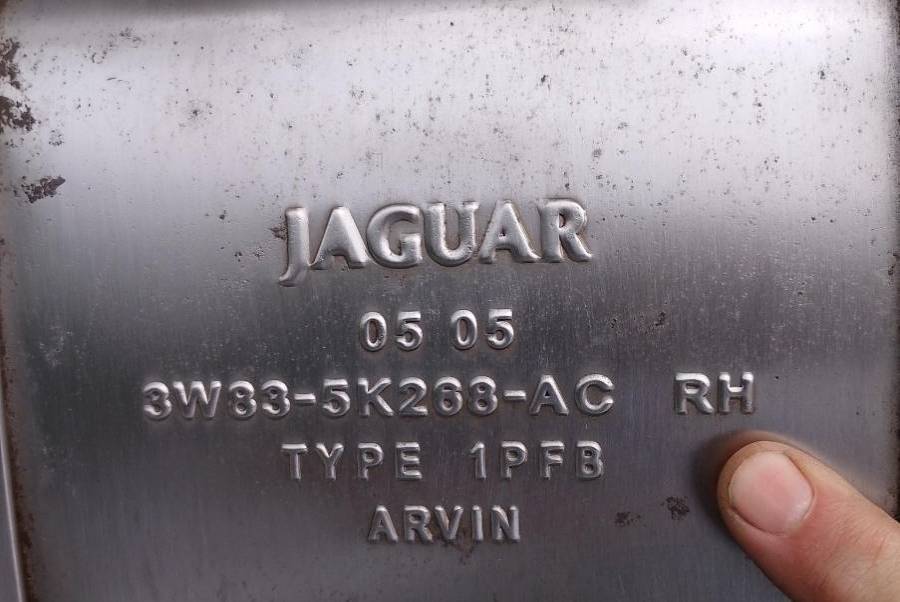 JAGUAR
05 05
3W83-5K268-AC RH
TYPE 1PFB
ARVIN